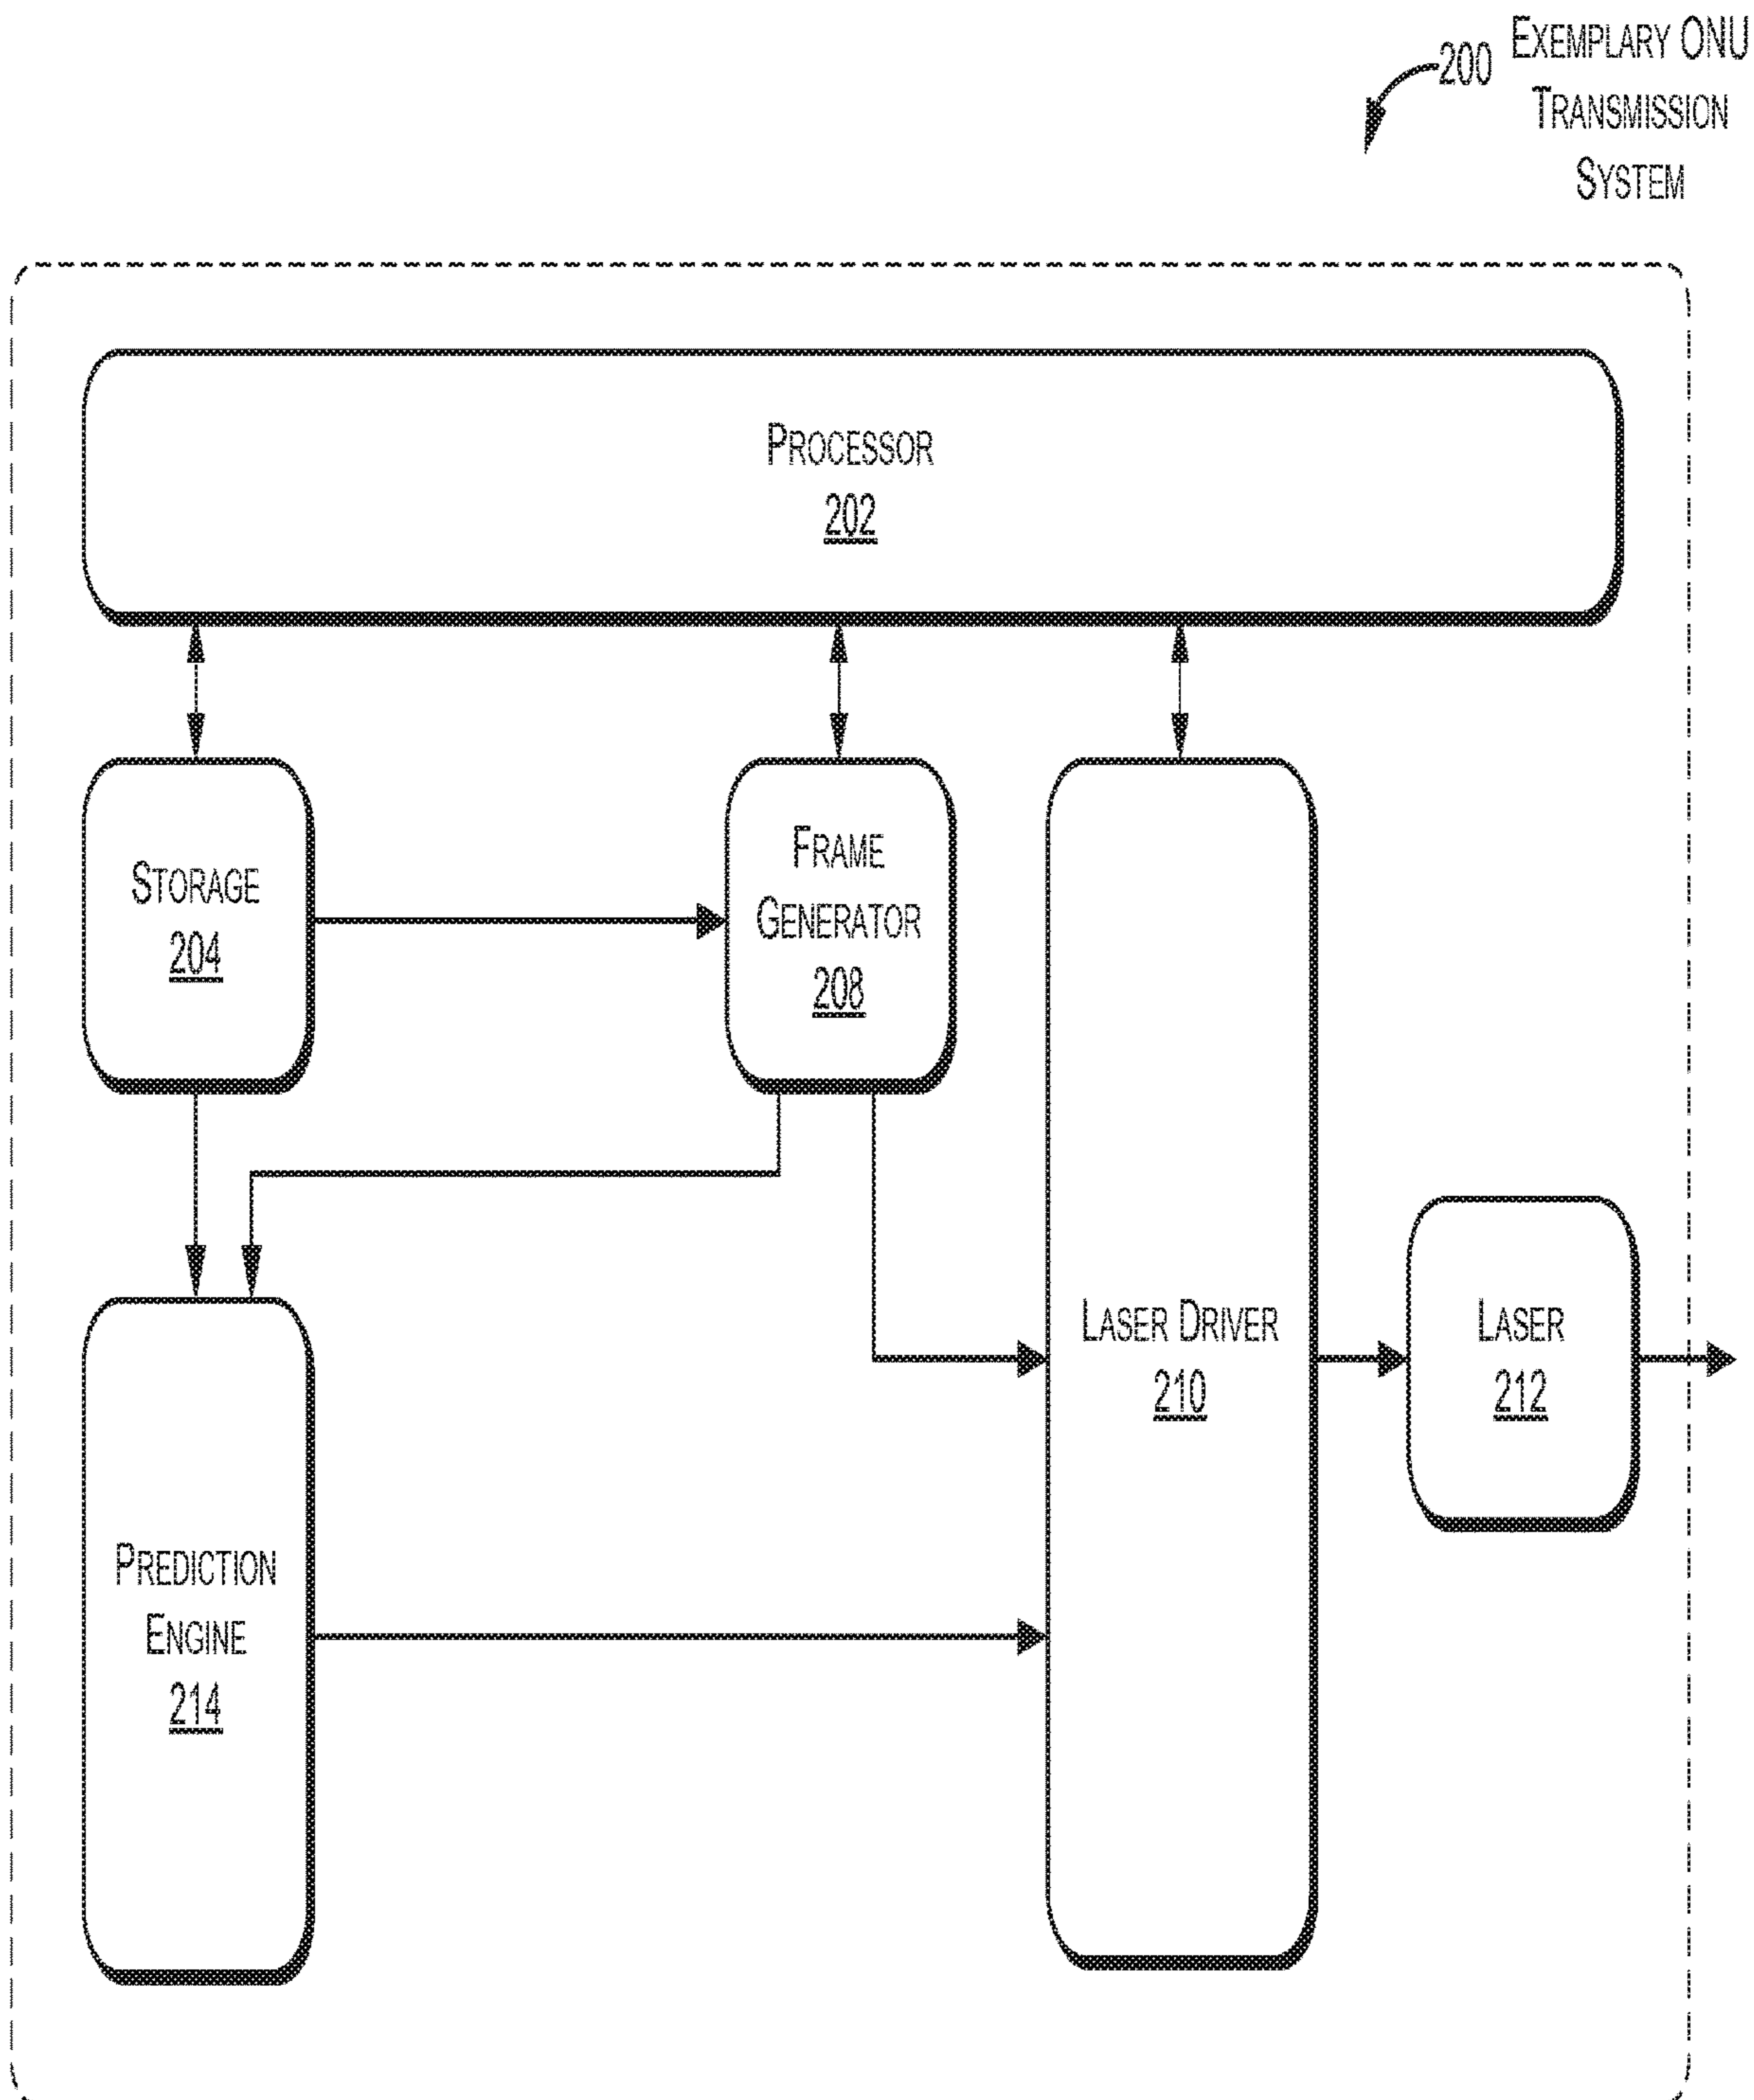 200 EXEMPLARY ONU
TRANSMISSION
SYSTEM
PROCESSOR
202
STORAGE
204
FRAME
GENERATOR
208
LASER DRIVER
210
LASER
212
PREDICTION
ENGINE
214